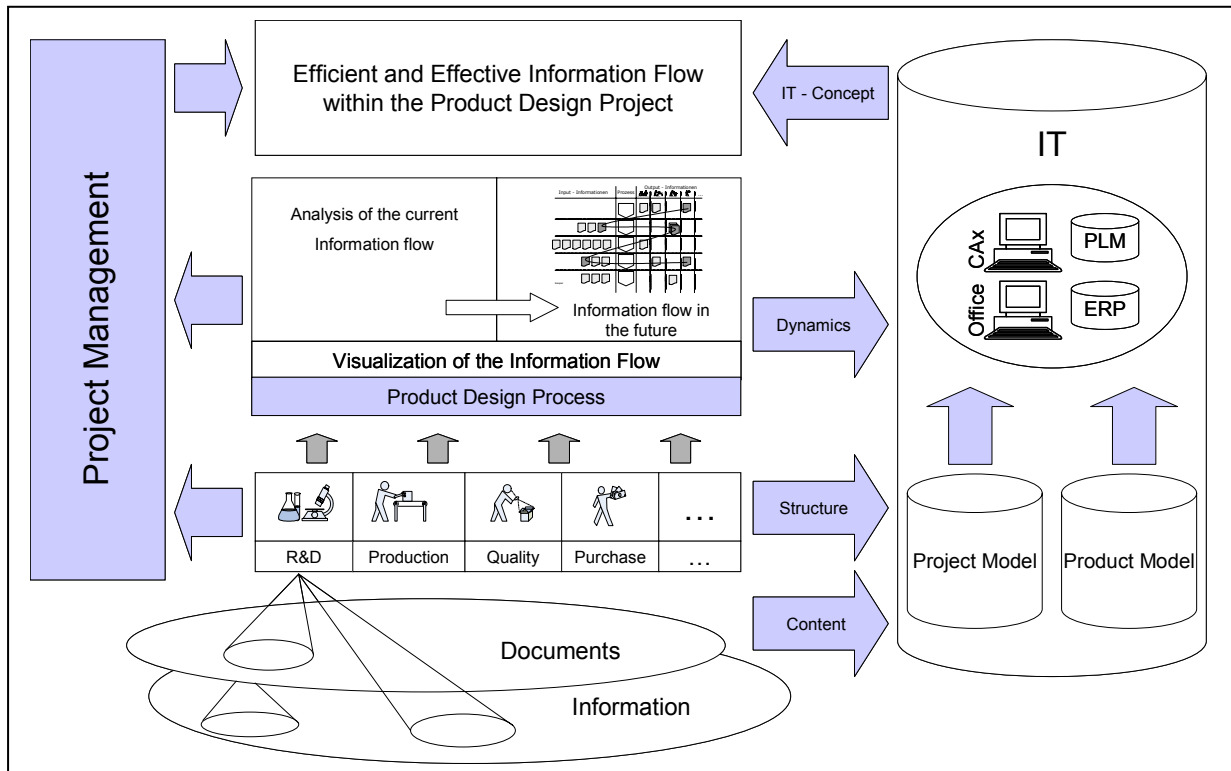 Project Management
Efficient and Effective Information Flow
within the Product Design Project
IT - Concept
IT
Analysis of the current
Information flow
Input - Informationen
Prozess
Output - Informationen
Information flow in
the future
Visualization of the Information Flow
Product Design Process
Dynamics
CAx
PLM
Office
ERP
R&D
Production
Quality
Purchase
...
...
Structure
Content
Project Model
Product Model
Documents
Information